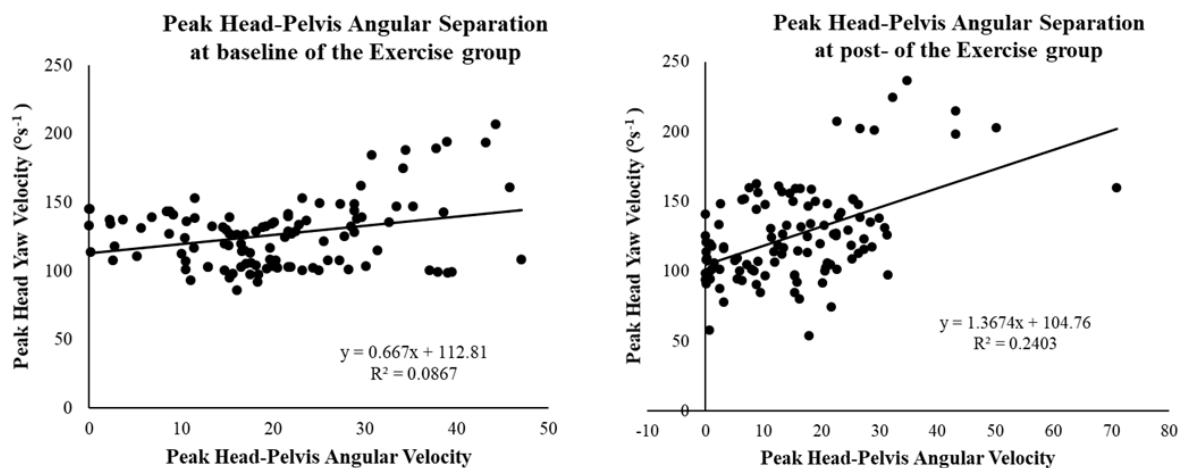 Peak Head-Pelvis Angular Separation
at baseline of the Exercise group
Peak Head Yaw Velocity (°s⁻¹ )
250
200
150
100
50
0
0
10
20
30
40
50
y = 0.667x + 112.81
R² = 0.0867
Peak Head-Pelvis Angular Velocity
Peak Head-Pelvis Angular Separation
at post- of the Exercise group
Peak Head Yaw Velocity (°s⁻¹ )
250
200
150
100
50
0
-10
0
10
20
30
40
50
60
70
80
y = 1.3674x + 104.76
R² = 0.2403
Peak Head-Pelvis Angular Velocity